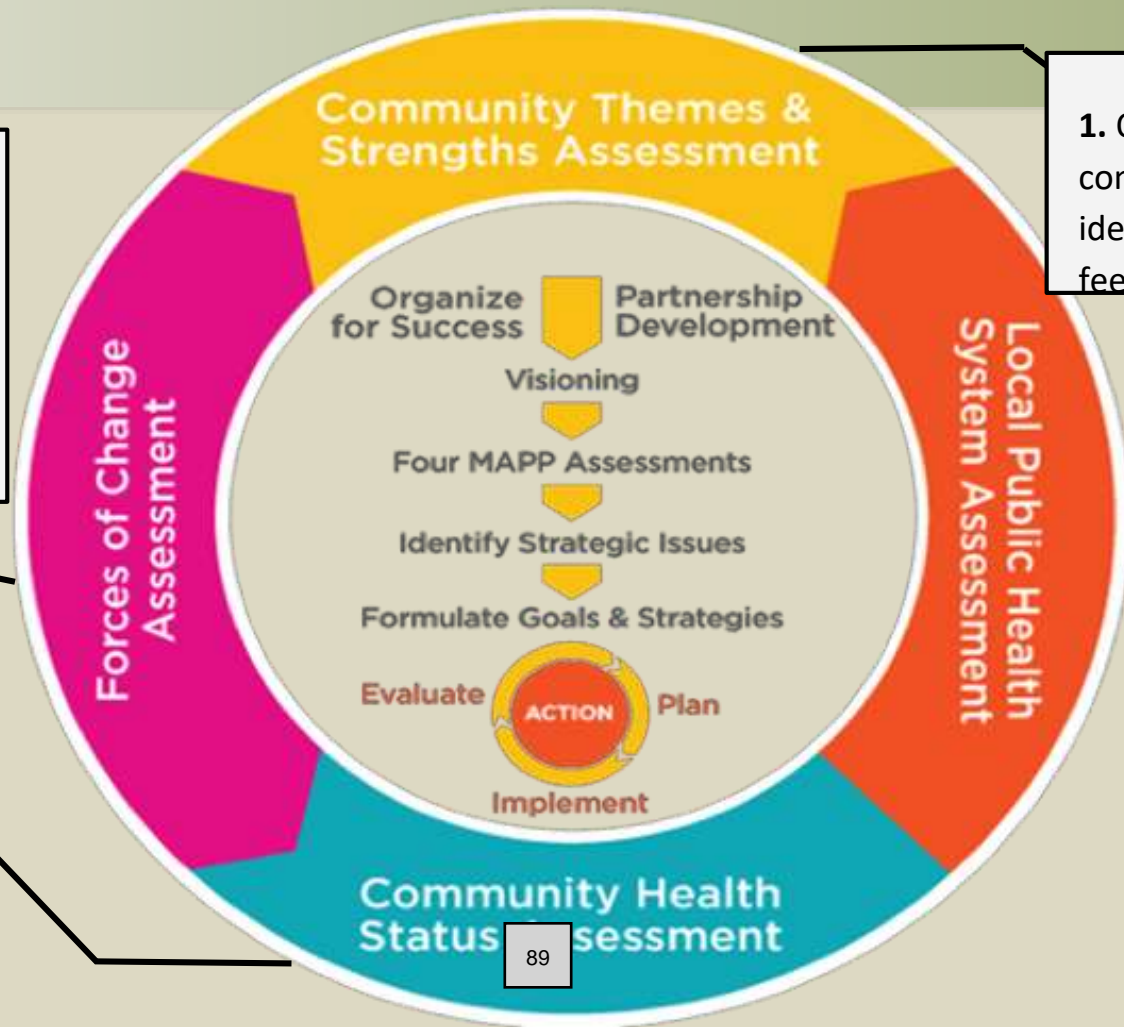 Community Themes &
Strengths Assessment
1.
Local Public Health
System Assessment
Forces of Change
Assessment
Organize
for Success
Partnership
Development
Visioning
Four MAPP Assessments
Identify Strategic Issues
Formulate Goals & Strategies
Evaluate
ACTION
Plan
Implement
Community Health
Status
89